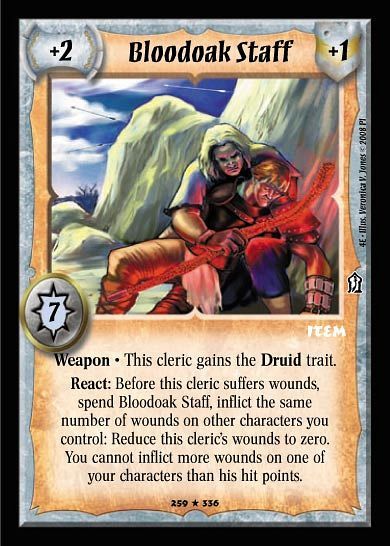 +2
Bloodoak Staff
+1
4E • Illus. Veronica V. Jones © 2008 P1
7
ITEM
Weapon • This cleric gains the Druid trait.
React: Before this cleric suffers wounds,
spend Bloodoak Staff, inflict the same
number of wounds on other characters you
control: Reduce this cleric's wounds to zero.
You cannot inflict more wounds on one of
your characters than his hit points.
259 ★ 336